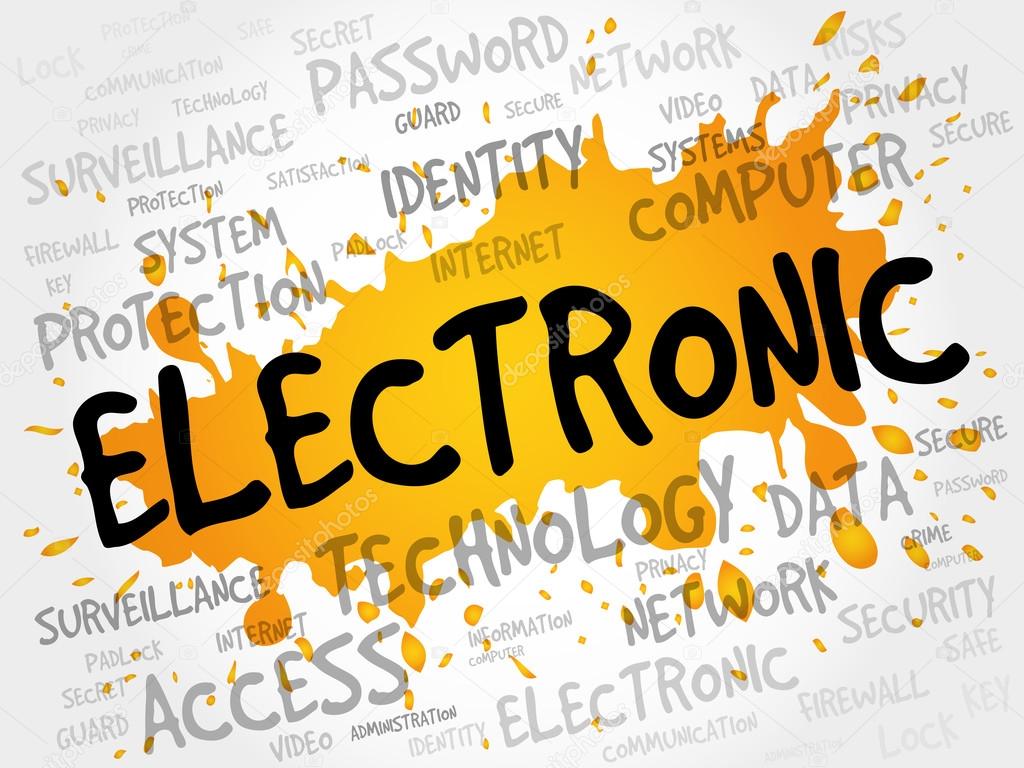 PROTECTION
SAFE
SECRET
PASSWORD
NETWORK
RISKS
LOCK
CRIME
COMMUNICATION
PRIVACY
TECHNOLOGY
GUARD
SECURE
VIDEO
DATA
PRIVACY
SURVEILLANCE
PROTECTION
SATISFACTION
IDENTITY
SYSTEMS
COMPUTER
SECURE
FIREWALL
SYSTEM
PADLOCK
INTERNET
KEY
PROTECTION
ELECTRONIC
SECURE
PASSWORD
TECHNOLOGY
DATA
CRIME
COMPUTER
PRIVACY
SURVEILLANCE
INTERNET
INFORMATION
COMPUTER
NETWORK
SECURITY
SAFE
PADLOCK
SECRET
ACCESS
ELECTRONIC
FIREWALL
KEY
GUARD
VIDEO
ADMINISTRATION
IDENTITY
COMMUNICATION
ADMINISTRATION
LOCK
depositphotos